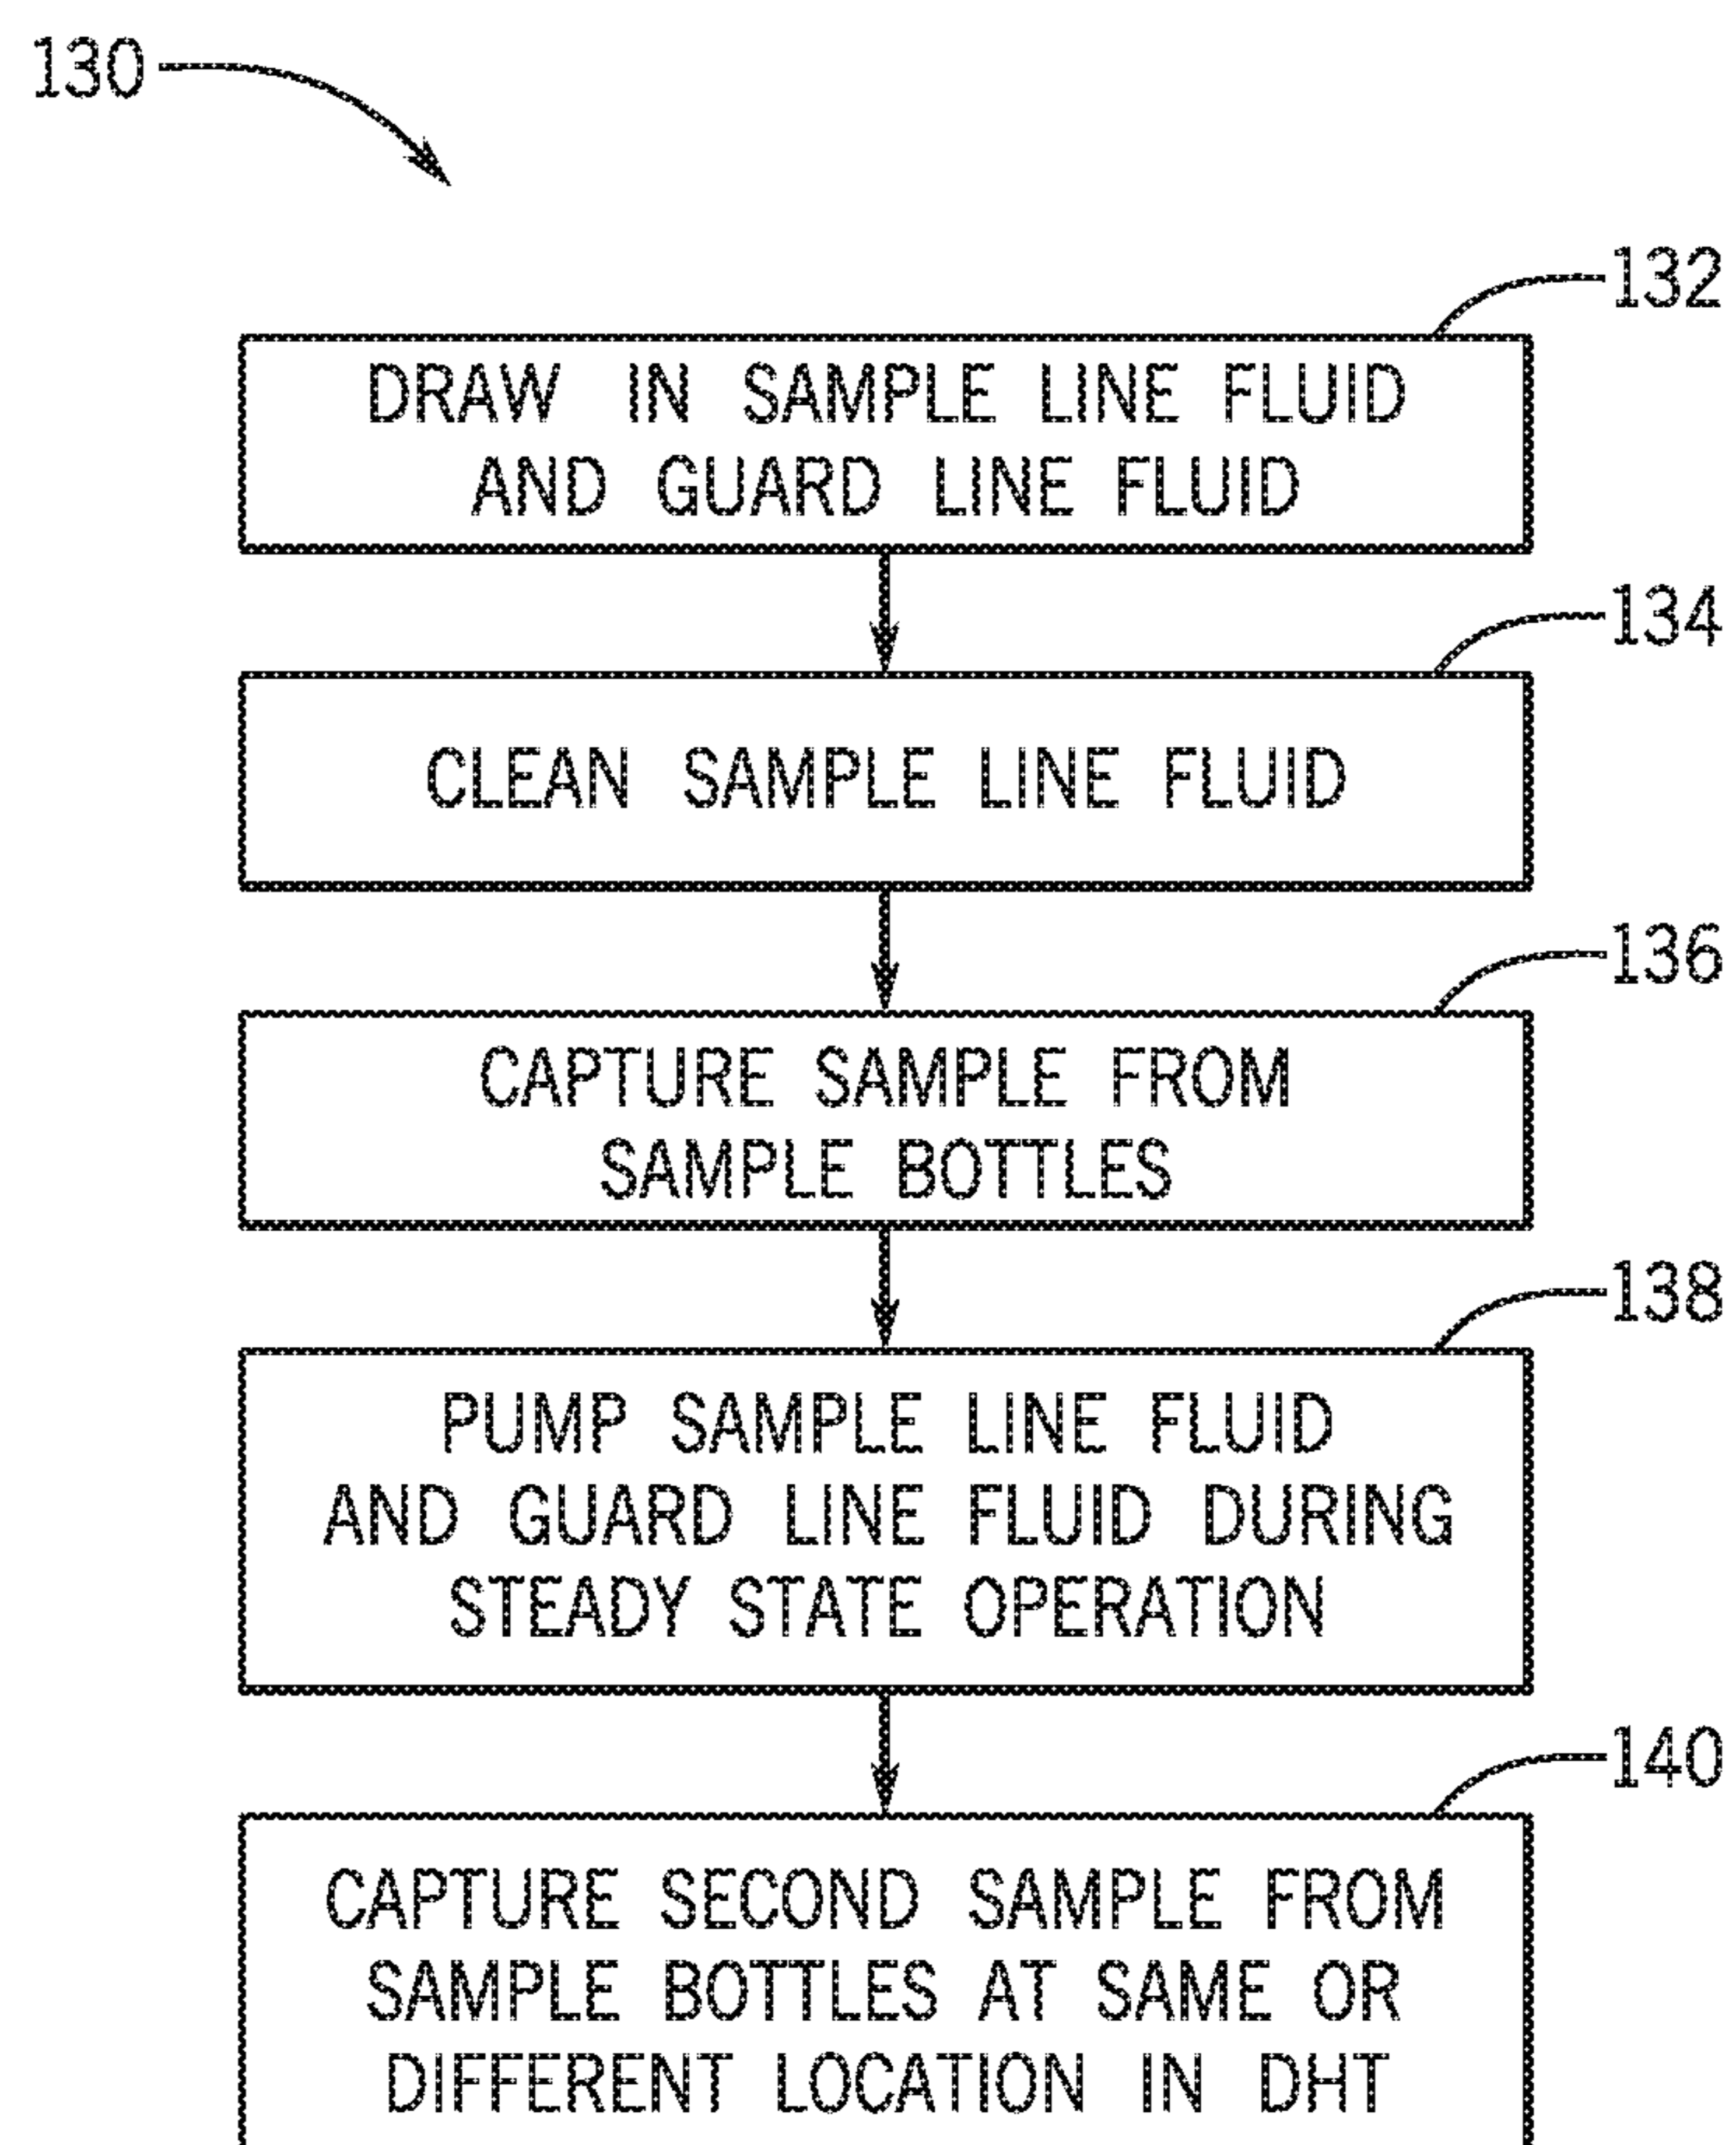 130
132
DRAW IN SAMPLE LINE FLUID
AND GUARD LINE FLUID
134
CLEAN SAMPLE LINE FLUID
136
CAPTURE SAMPLE FROM
SAMPLE BOTTLES
138
PUMP SAMPLE LINE FLUID
AND GUARD LINE FLUID DURING
STEADY STATE OPERATION
140
CAPTURE SECOND SAMPLE FROM
SAMPLE BOTTLES AT SAME OR
DIFFERENT LOCATION IN DHT